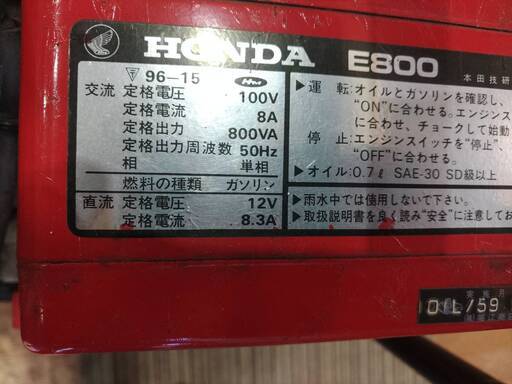 HONDA E800
本田技研
▽〒 96-15
交流 定格電圧 100V
定格電流 8A
定格出力 800VA
定格出力周波数 50Hz
相 単相
燃料の種類 ガソリン
直流 定格電圧 12V
定格電流 8.3A
▶運 転:オイルとガソリンを確認し、
"ON"に合わせる。エンジンス
に合わせ、チョークして始動
停 止:エンジンスイッチを"停止"、
"OFF"に合わせる。
▶オイル:0.7ℓ SAE-30 SD級以上
▶雨水中では使用しないで下さい。
▶取扱説明書を良く読み"安全"に注意してお
OIL/59